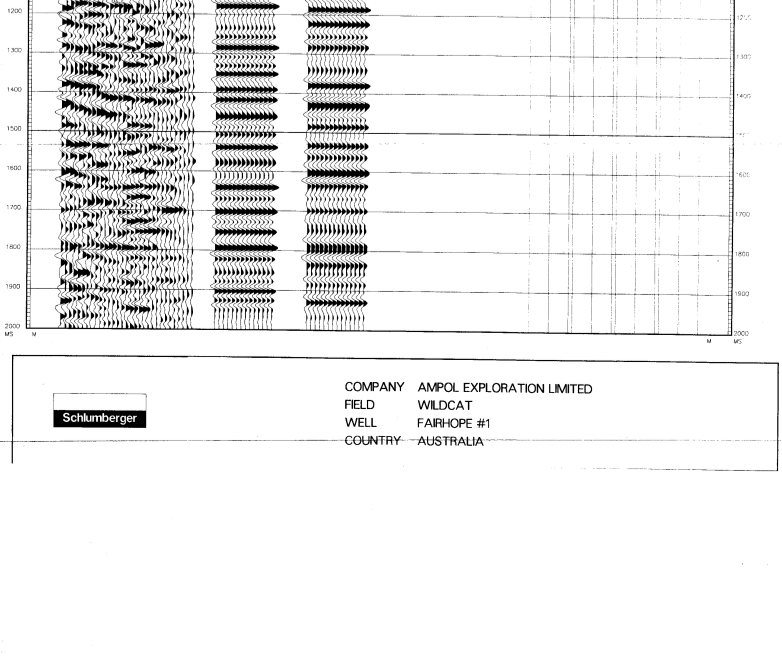 1200
1300 1300
1400 1400
1500
1600 1600
1700 1700
1800 1800
1900 1900
2000 2000
MS M M MS
Schlumberger
COMPANY AMPOL EXPLORATION LIMITED
FIELD WILDCAT
WELL FAIRHOPE #1
COUNTRY AUSTRALIA